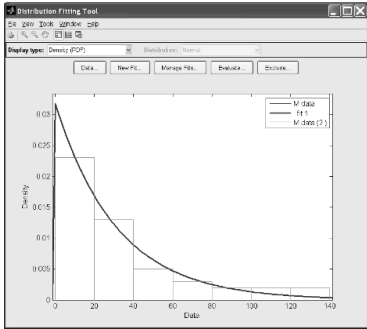 Distribution Fitting Tool
File View Tools Window Help
Display type: Density (PDF) Distribution: Normal
Data... New Fit... Manage Fits... Evaluate... Exclude...
M data
fit 1
M data (2)
0.03
0.025
0.02
0.015
0.01
0.005
0
Density
0 20 40 60 80 100 120 140
Data